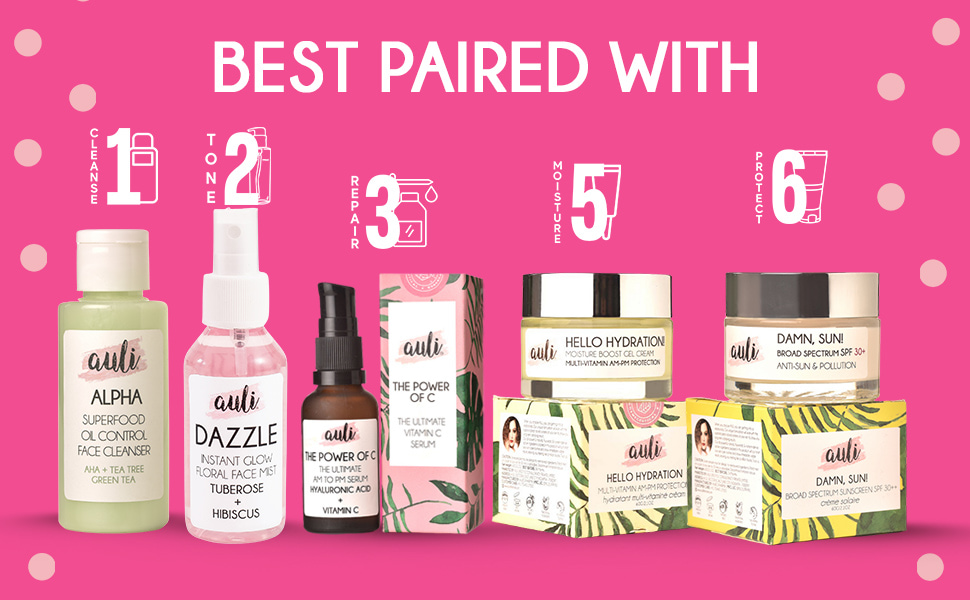 BEST PAIRED WITH
CLEANSE
1
TONE
2
REPAIR
3
MOISTURE
5
PROTECT
6
auli
ALPHA
SUPERFOOD
OIL CONTROL
FACE CLEANSER
AHA + TEA TREE
GREEN TEA
auli
DAZZLE
INSTANT GLOW
FLORAL FACE MIST
TUBEROSE
+
HIBISCUS
auli
THE POWER OF C
THE ULTIMATE
AM TO PM SERUM
HYALURONIC ACID
+
VITAMIN C
auli
THE POWER
OF C
THE ULTIMATE
VITAMIN C
SERUM
auli
HELLO HYDRATION!
MOISTURE BOOST GEL CREAM
MULTI-VITAMIN AM-PM PROTECTION
auli
HELLO HYDRATION
MULTI-VITAMIN AM-PM PROTECTION
hydratant multi-vitamine crèam
auli
DAMN, SUN!
BROAD SPECTRUM SPF 30+
ANTI-SUN & POLLUTION
auli
DAMN, SUN!
BROAD SPECTRUM SUNSCREEN SPF 30++
crème solaire